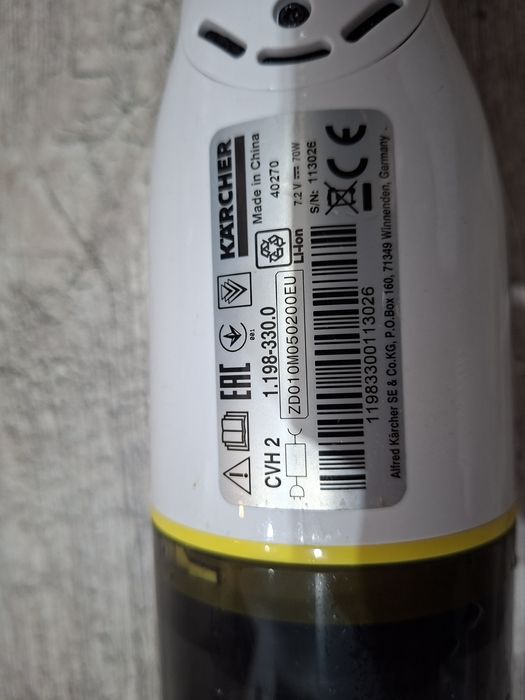 KÄRCHER
Made in China
40270
7.2 V 70W
S/N: 113026
Li-Ion
CE
EAC
001
CVH 2 1.198-330.0
ZD010M050200EU
11983300113026
Alfred Kärcher SE & Co.KG, P.O.Box 160, 71349 Winnenden, Germany